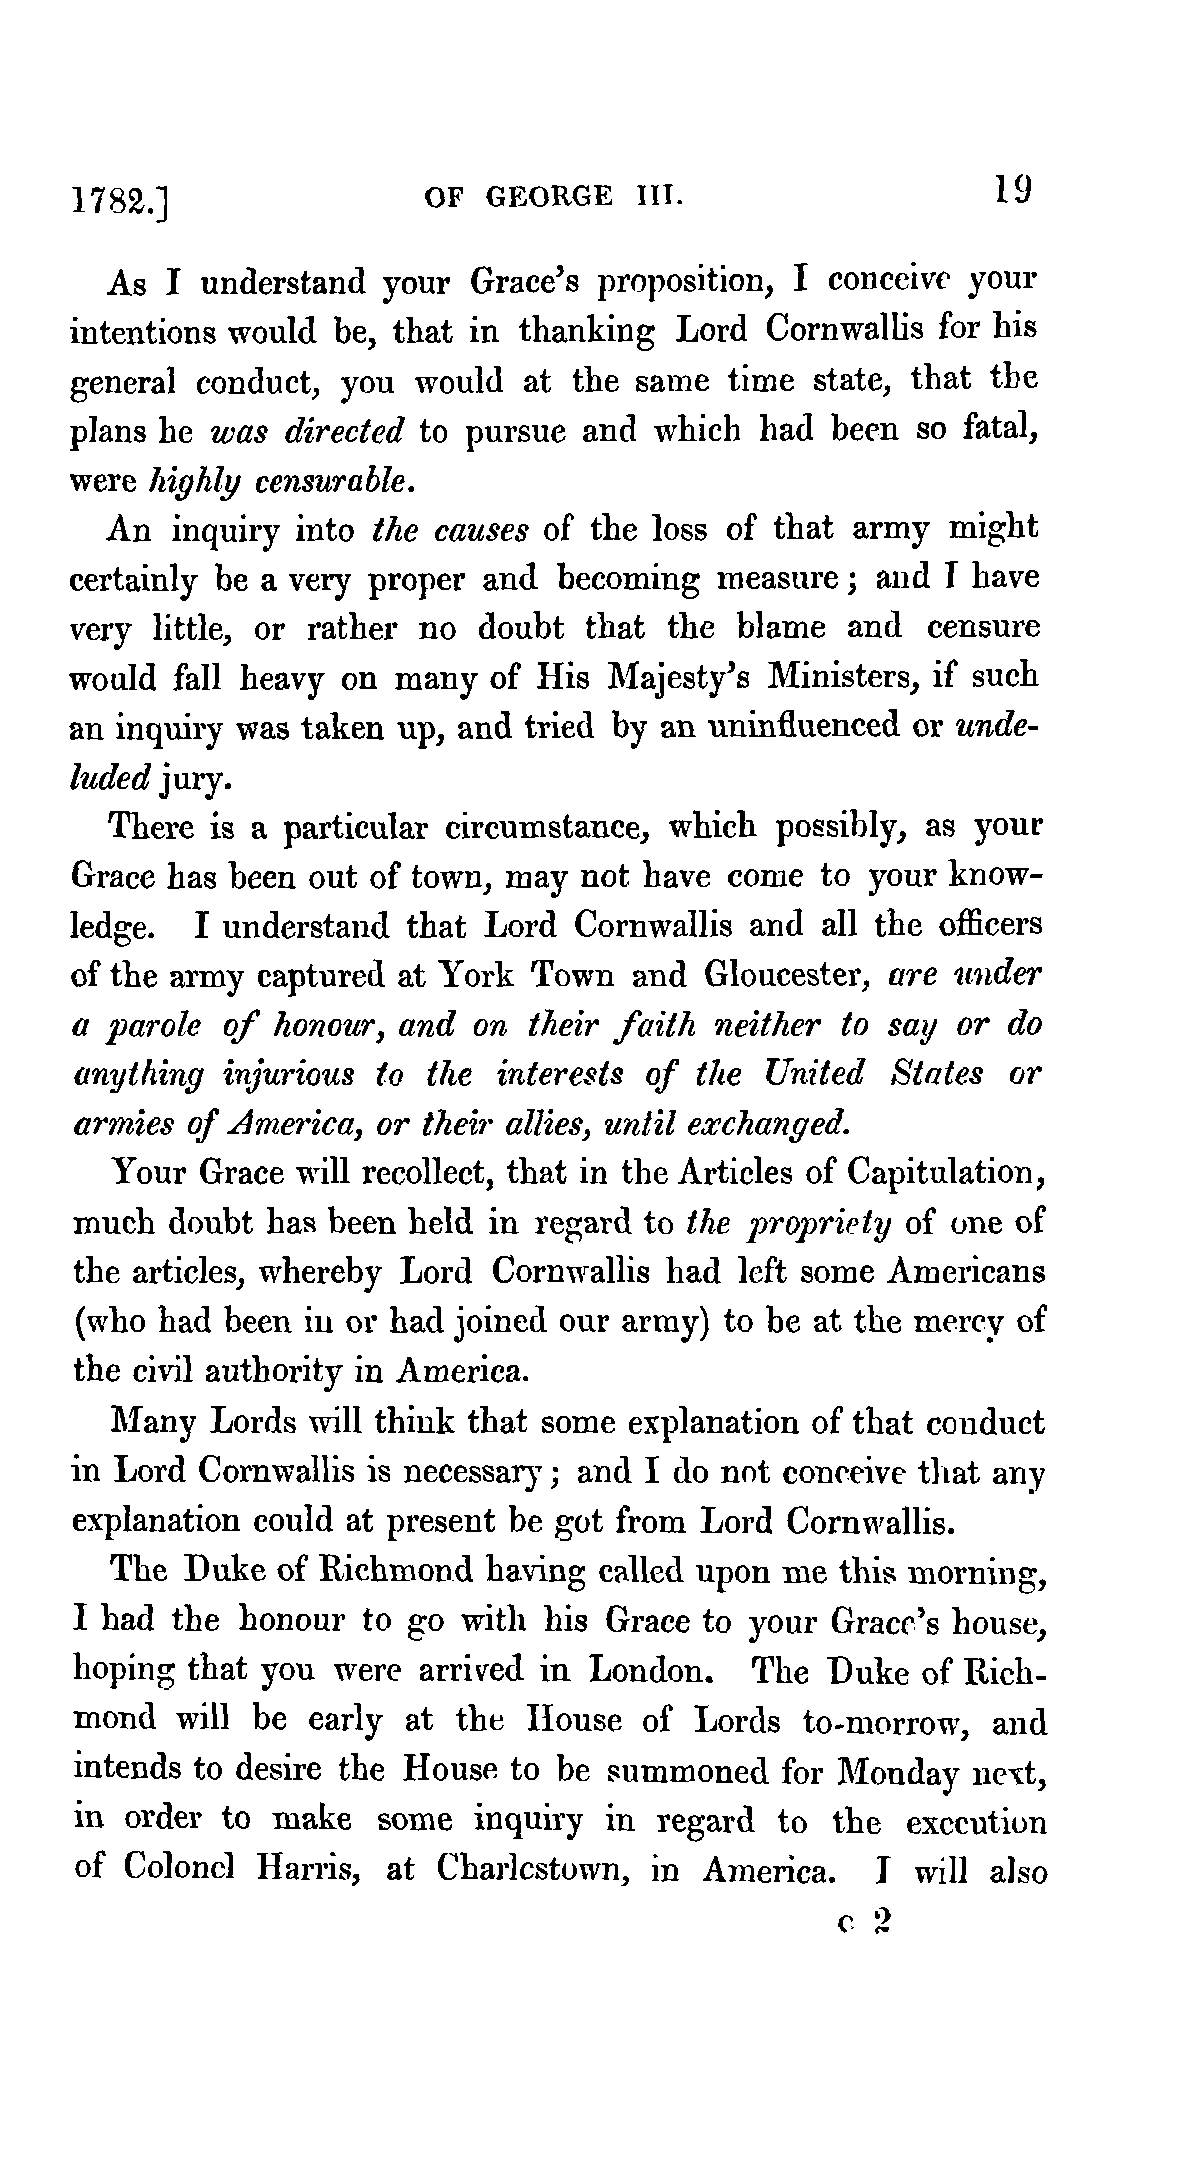 1782.] OF GEORGE III. 19
As I understand your Grace's proposition, I conceive your
intentions would be, that in thanking Lord Cornwallis for his
general conduct, you would at the same time state, that the
plans he was directed to pursue and which had been so fatal,
were highly censurable.
An inquiry into the causes of the loss of that army might
certainly be a very proper and becoming measure; and I have
very little, or rather no doubt that the blame and censure
would fall heavy on many of His Majesty's Ministers, if such
an inquiry was taken up, and tried by an uninfluenced or unde-
luded jury.
There is a particular circumstance, which possibly, as your
Grace has been out of town, may not have come to your know-
ledge. I understand that Lord Cornwallis and all the officers
of the army captured at York Town and Gloucester, are under
a parole of honour, and on their faith neither to say or do
anything injurious to the interests of the United States or
armies of America, or their allies, until exchanged.
Your Grace will recollect, that in the Articles of Capitulation,
much doubt has been held in regard to the propriety of one of
the articles, whereby Lord Cornwallis had left some Americans
(who had been in or had joined our army) to be at the mercy of
the civil authority in America.
Many Lords will think that some explanation of that conduct
in Lord Cornwallis is necessary; and I do not conceive that any
explanation could at present be got from Lord Cornwallis.
The Duke of Richmond having called upon me this morning,
I had the honour to go with his Grace to your Grace's house,
hoping that you were arrived in London. The Duke of Rich-
mond will be early at the House of Lords to-morrow, and
intends to desire the House to be summoned for Monday next,
in order to make some inquiry in regard to the execution
of Colonel Harris, at Charlestown, in America. I will also
c 2